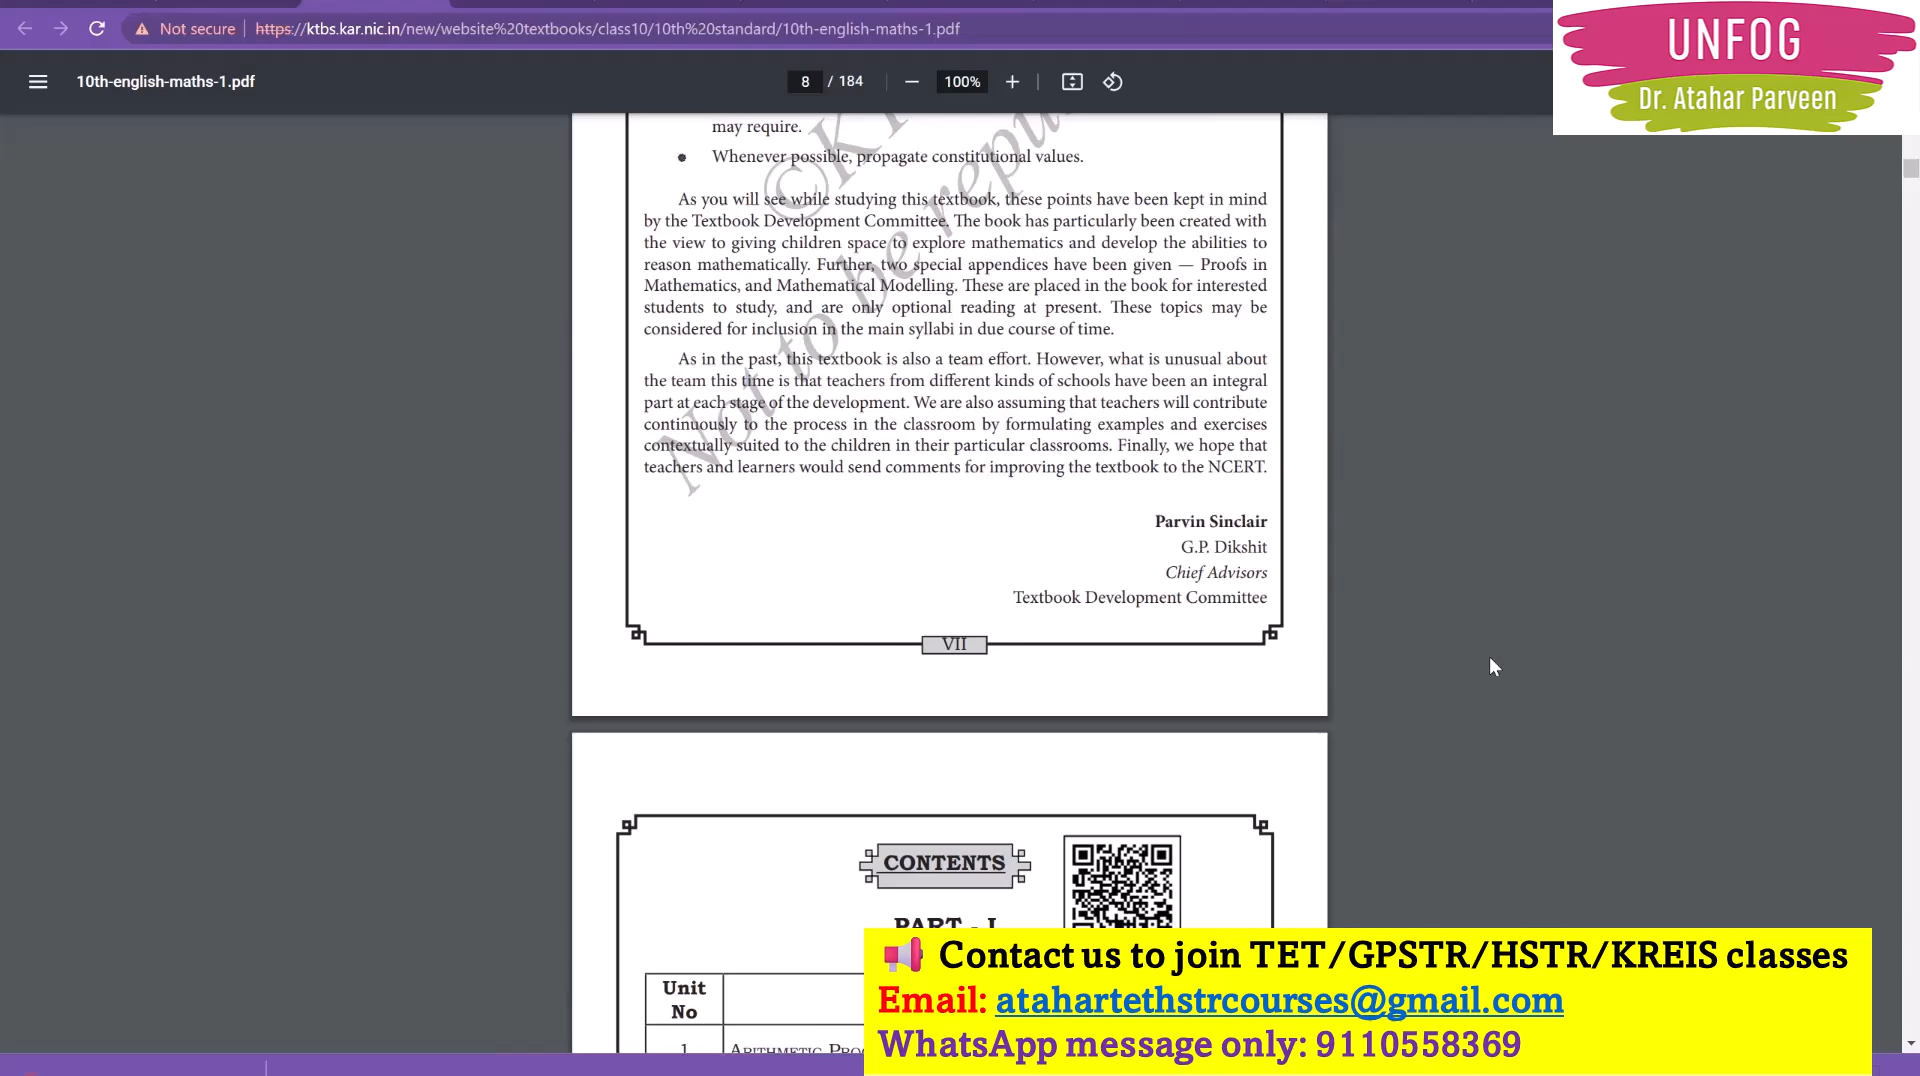 Not secure
https://ktbs.kar.nic.in/new/website%20textbooks/class10/10th%20standard/10th-english-maths-1.pdf
UNFOG
Dr. Atahar Parveen
10th-english-maths-1.pdf
8 / 184
100%
may require.
Whenever possible, propagate constitutional values.
As you will see while studying this textbook, these points have been kept in mind
by the Textbook Development Committee. The book has particularly been created with
the view to giving children space to explore mathematics and develop the abilities to
reason mathematically. Further, two special appendices have been given — Proofs in
Mathematics, and Mathematical Modelling. These are placed in the book for interested
students to study, and are only optional reading at present. These topics may be
considered for inclusion in the main syllabi in due course of time.
As in the past, this textbook is also a team effort. However, what is unusual about
the team this time is that teachers from different kinds of schools have been an integral
part at each stage of the development. We are also assuming that teachers will contribute
continuously to the process in the classroom by formulating examples and exercises
contextually suited to the children in their particular classrooms. Finally, we hope that
teachers and learners would send comments for improving the textbook to the NCERT.
Parvin Sinclair
G.P. Dikshit
Chief Advisors
Textbook Development Committee
VII
©K
Not to be repu
CONTENTS
PART - I
Unit
No
1
📢 Contact us to join TET/GPSTR/HSTR/KREIS classes
Email: atahartethstrcourses@gmail.com
WhatsApp message only: 9110558369